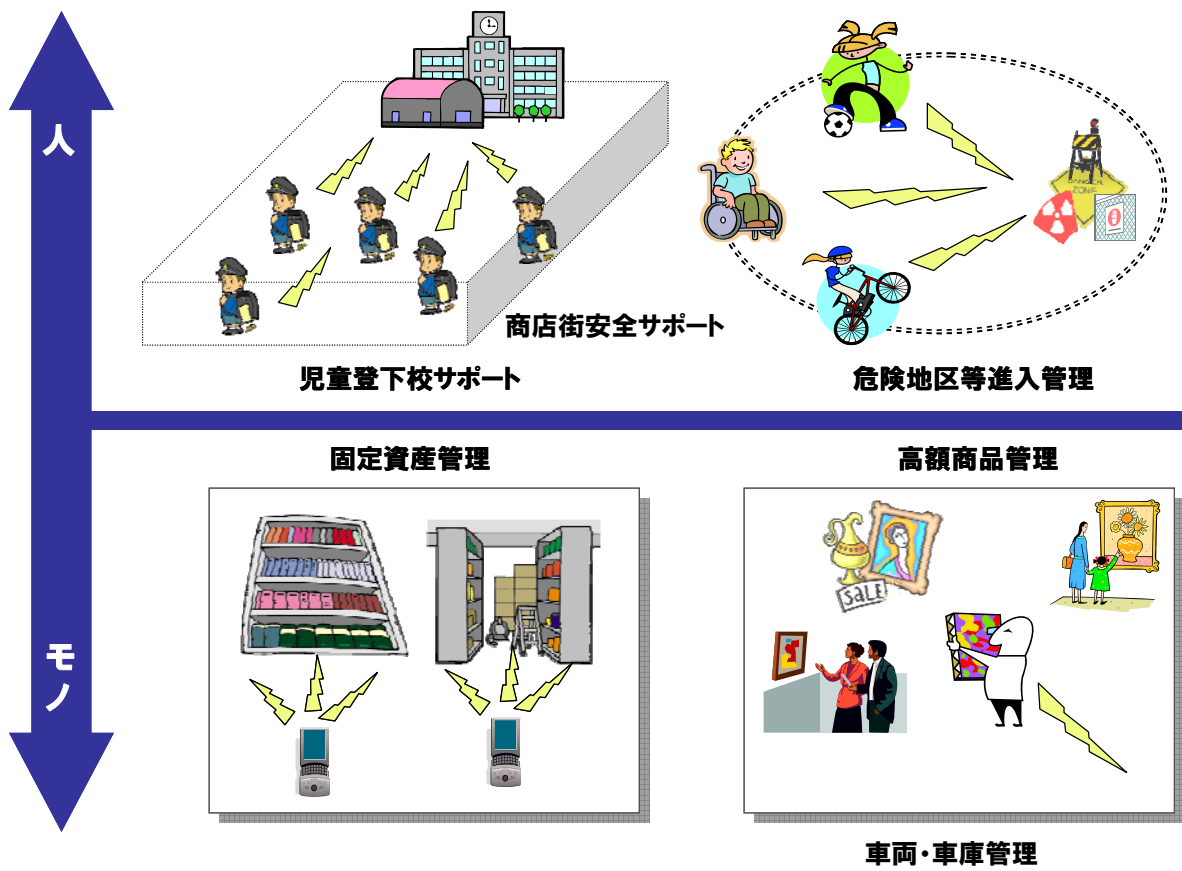 人
商店街安全サポート
児童登下校サポート
危険地区等進入管理
DANGER
ZONE
固定資産管理
高額商品管理
SALE
モノ
車両・車庫管理